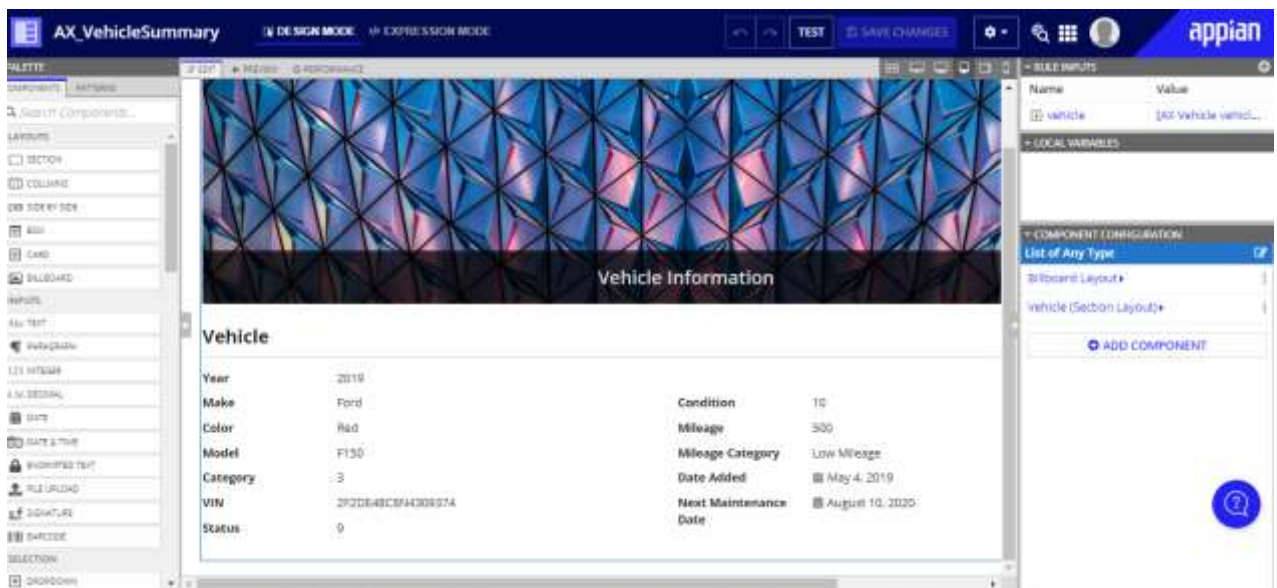 AX_VehicleSummary
DESIGN MODE
EXPRESSION MODE
TEST
SAVE CHANGES
appian
PALETTE
COMPONENTS
PATTERNS
EDIT
PREVIEW
PERFORMANCE
Search Components...
LAYOUTS
SECTION
COLUMNS
SIDE BY SIDE
BOX
CARD
BILLBOARD
INPUTS
TEXT
PARAGRAPH
INTEGER
DECIMAL
DATE
DATE & TIME
ENCRYPTED TEXT
FILE UPLOAD
SIGNATURE
BARCODE
SELECTION
DROPDOWN
Vehicle Information
Vehicle
Year 2019
Make Ford
Color Red
Model F150
Category 3
VIN
Status
Condition 10
Mileage 500
Mileage Category Low Mileage
Date Added May 4, 2019
Next Maintenance August 10, 2020
Date
RULE INPUTS
Name Value
vehicle
LOCAL VARIABLES
COMPONENT CONFIGURATION
List of Any Type
Billboard Layout
Vehicle (Section Layout)
ADD COMPONENT